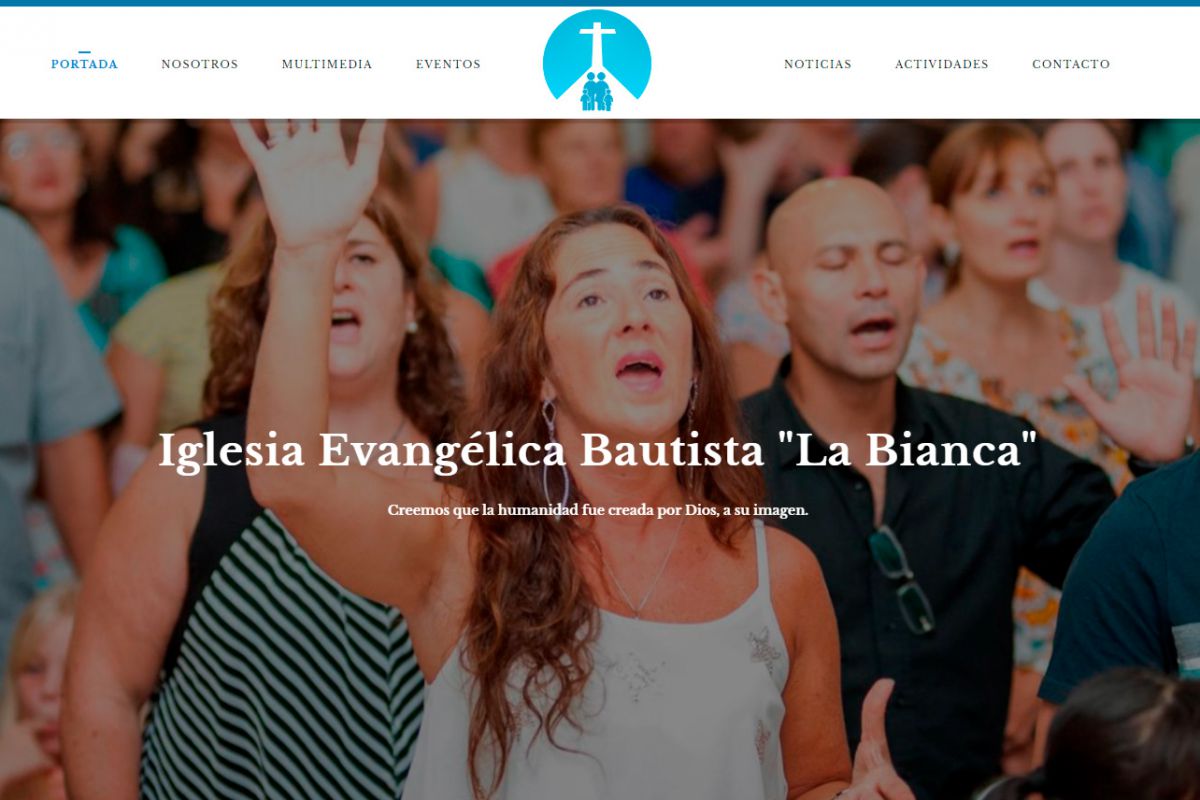 PORTADA
NOSOTROS
MULTIMEDIA
EVENTOS
NOTICIAS
ACTIVIDADES
CONTACTO
Iglesia Evangélica Bautista "La Bianca"
Creemos que la humanidad fue creada por Dios, a su imagen.